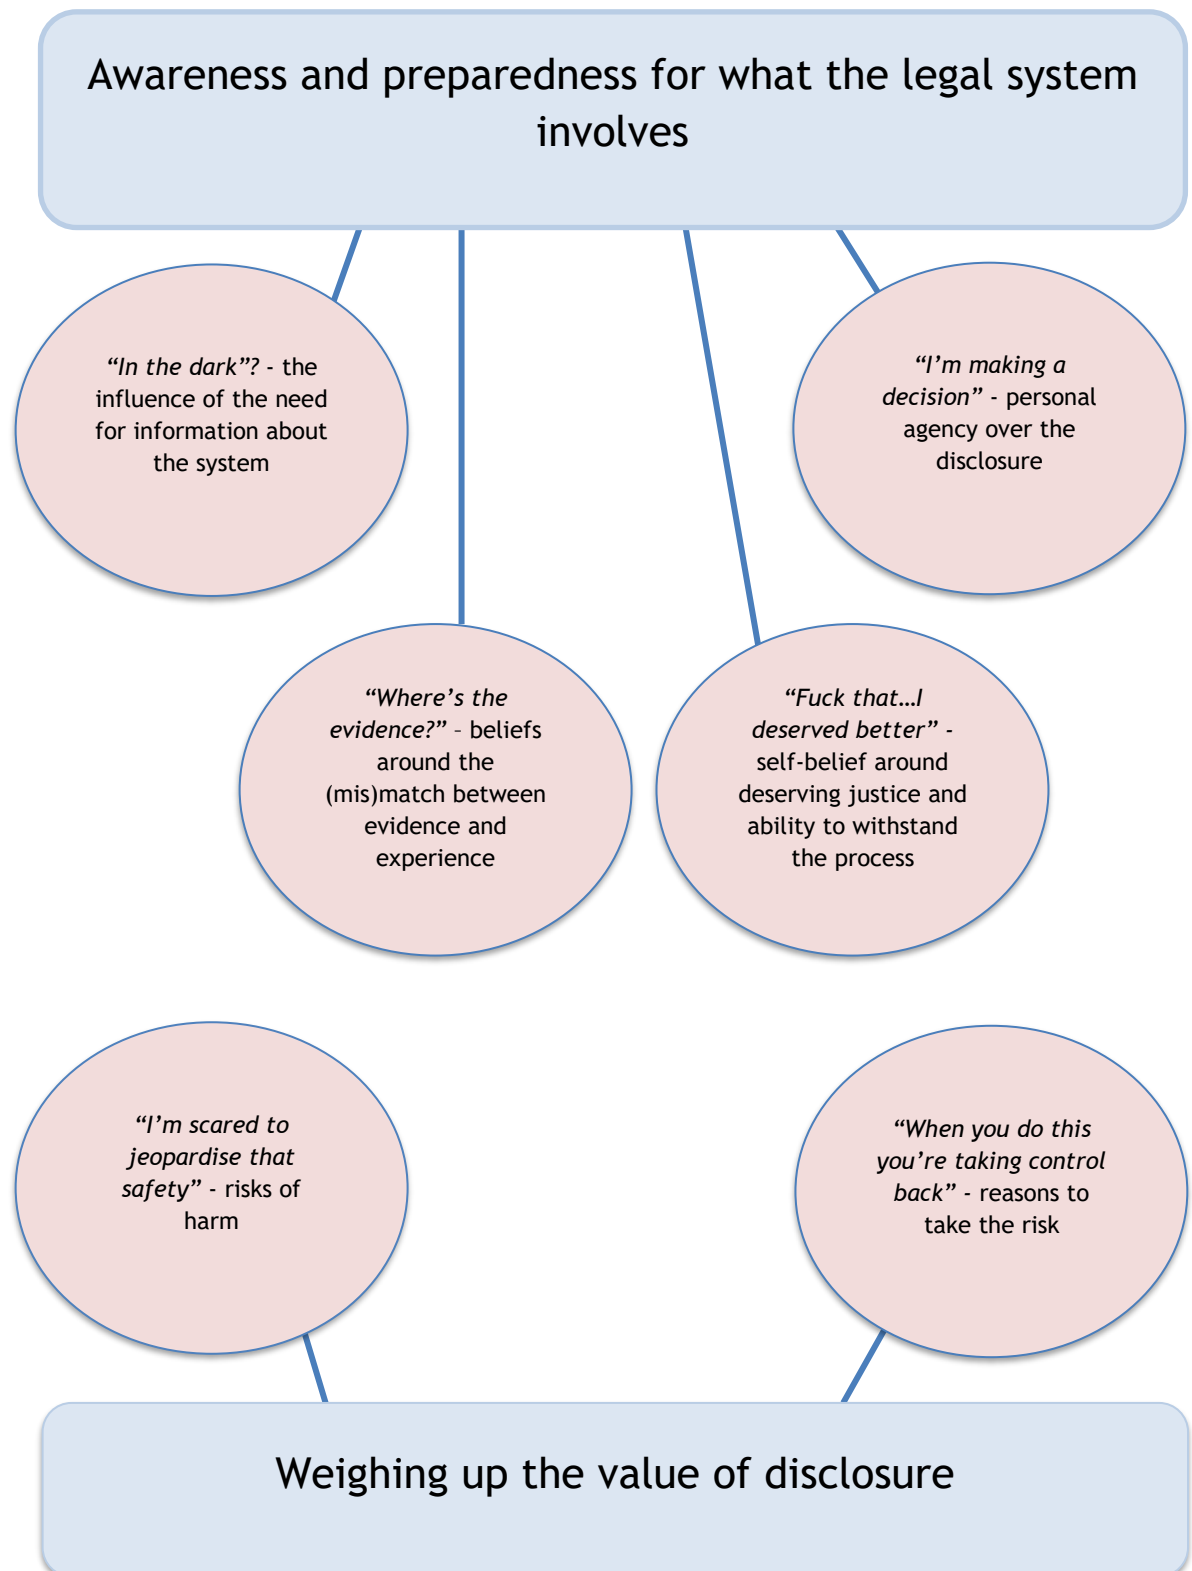 Awareness and preparedness for what the legal system
involves
“In the dark”? - the
influence of the need
for information about
the system
“I’m making a
decision” - personal
agency over the
disclosure
“Where’s the
evidence?” – beliefs
around the
(mis)match between
evidence and
experience
“Fuck that…I
deserved better” -
self-belief around
deserving justice and
ability to withstand
the process
“I’m scared to
jeopardise that
safety” - risks of
harm
“When you do this
you’re taking control
back” - reasons to
take the risk
Weighing up the value of disclosure